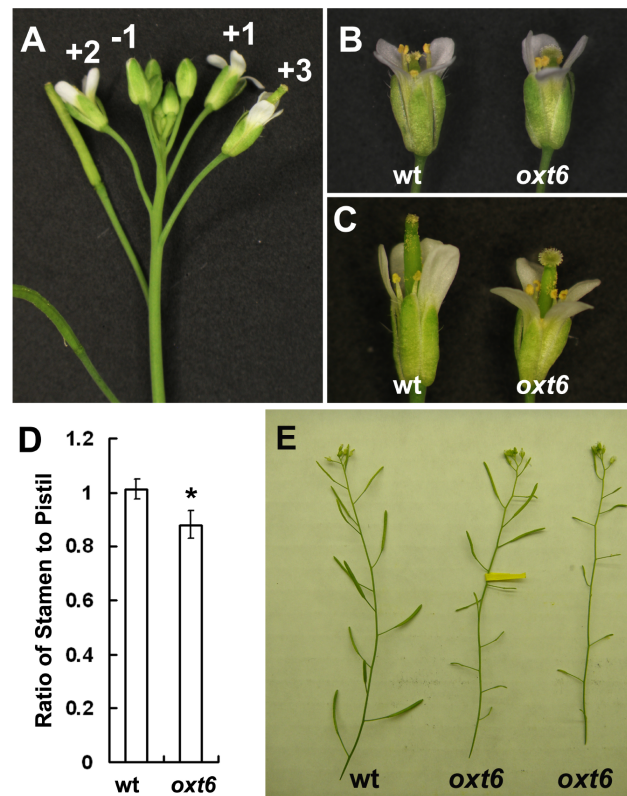 A
+2
-1
+1
+3
B
wt
oxt6
C
wt
oxt6
D
Ratio of Stamen to Pistil
1.2
1
0.8
0.6
0.4
0.2
0
*
wt
oxt6
E
wt
oxt6
oxt6